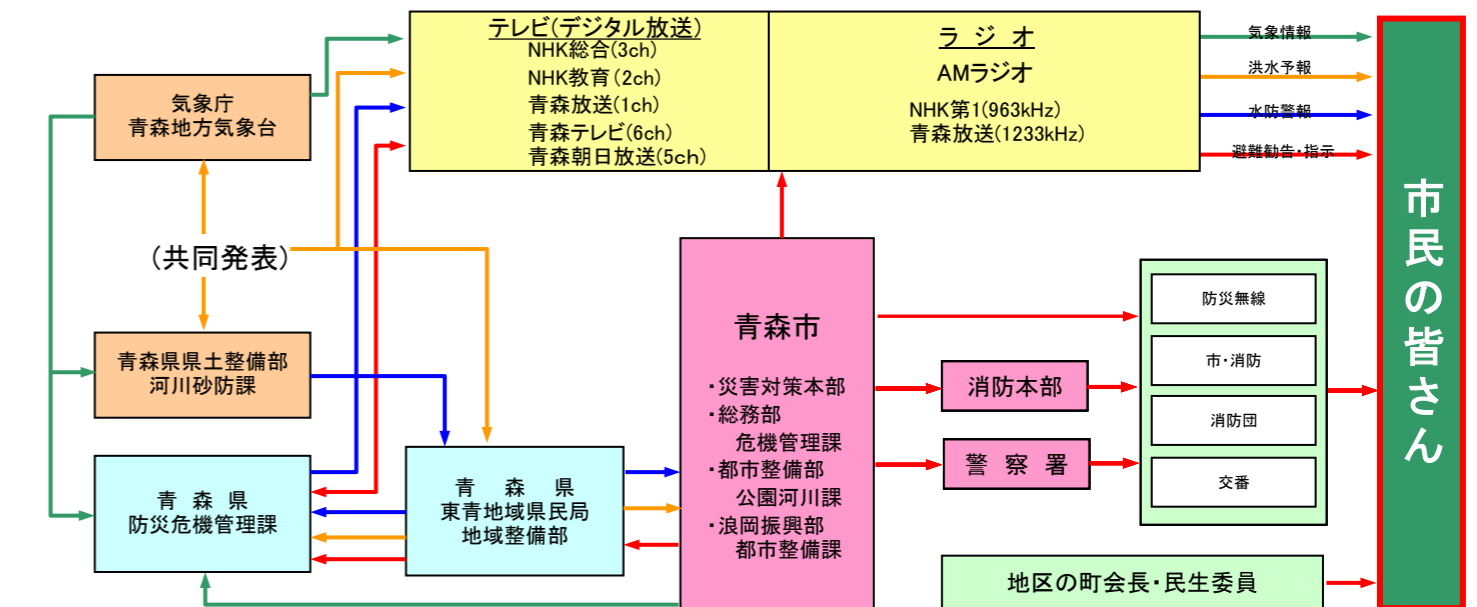 テレビ(デジタル放送)
NHK総合(3ch)
NHK教育(2ch)
青森放送(1ch)
青森テレビ(6ch)
青森朝日放送(5ch)
ラジオ
AMラジオ
NHK第1(963kHz)
青森放送(1233kHz)
気象情報
洪水予報
水防警報
避難勧告・指示
市民の皆さん
気象庁
青森地方気象台
(共同発表)
青森県県土整備部
河川砂防課
青森県
防災危機管理課
青森県
東青地域県民局
地域整備部
青森市
・災害対策本部
・総務部
危機管理課
・都市整備部
公園河川課
・浪岡振興部
都市整備課
消防本部
警察署
防災無線
市・消防
消防団
交番
地区の町会長・民生委員